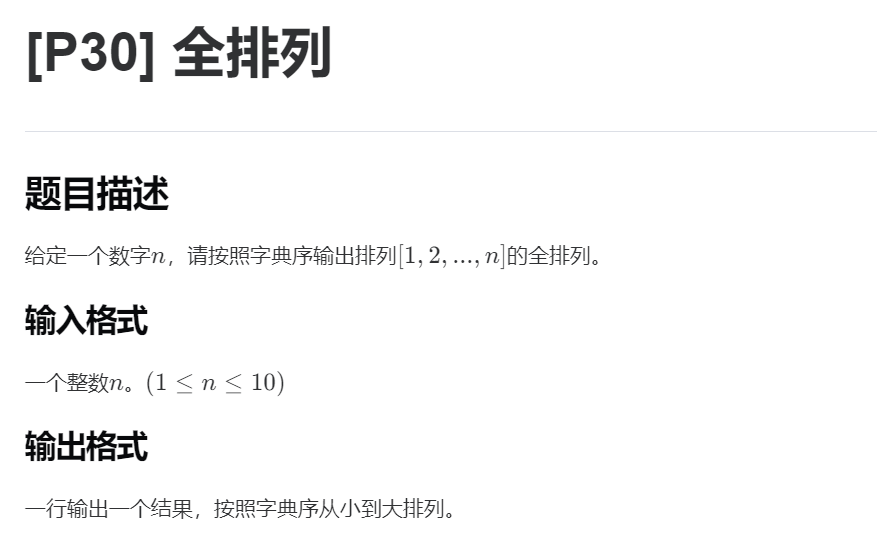 [P30] 全排列
题目描述
给定一个数字n，请按照字典序输出排列[1, 2, ..., n]的全排列。
输入格式
一个整数n。(1 ≤ n ≤ 10)
输出格式
一行输出一个结果，按照字典序从小到大排列。